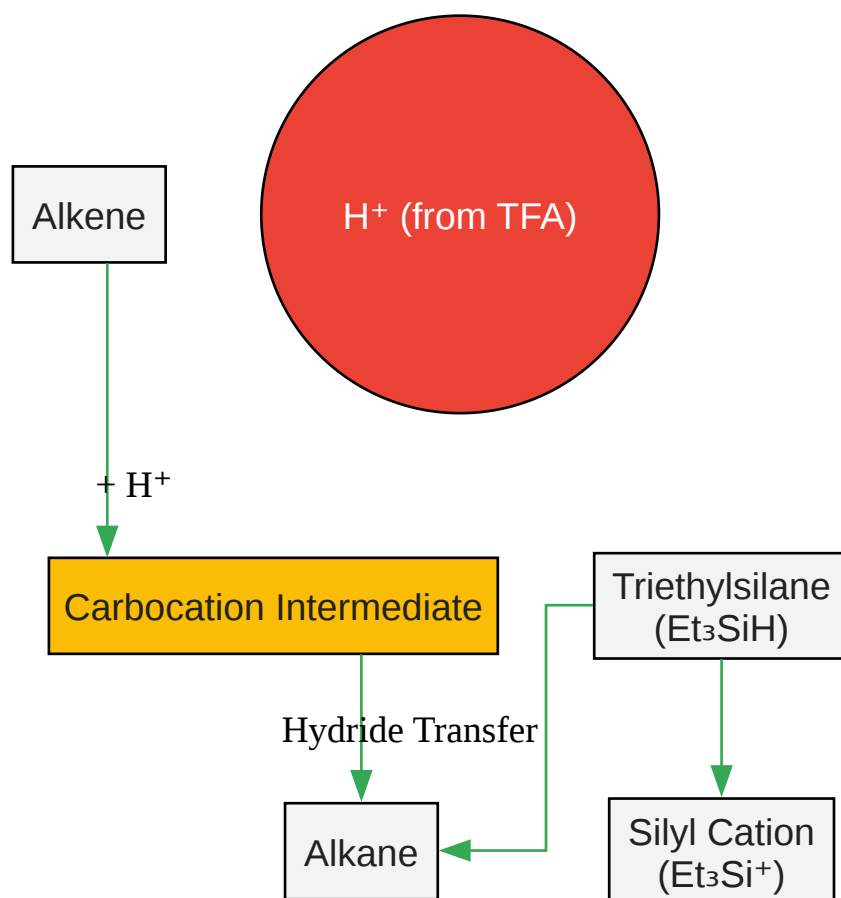 H⁺ (from TFA)
Alkene
+ H⁺
Carbocation Intermediate
Triethylsilane
(Et₃SiH)
Hydride Transfer
Alkane
Silyl Cation
(Et₃Si⁺)